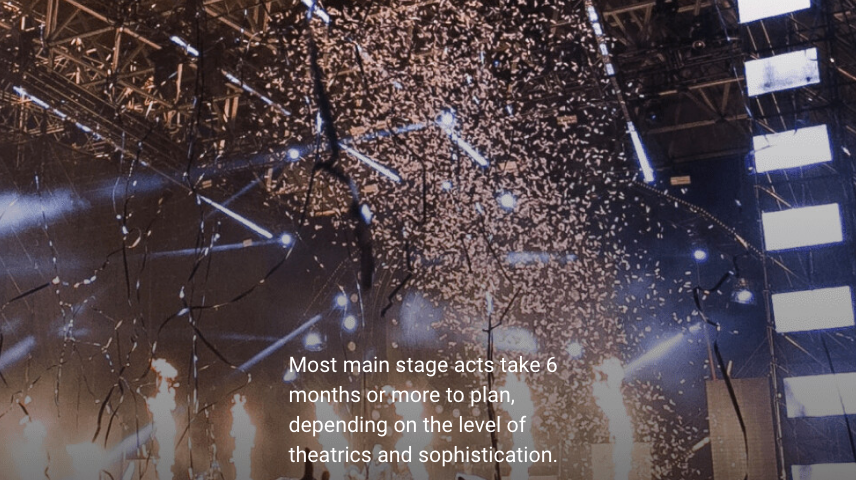 Most main stage acts take 6
months or more to plan,
depending on the level of
theatrics and sophistication.